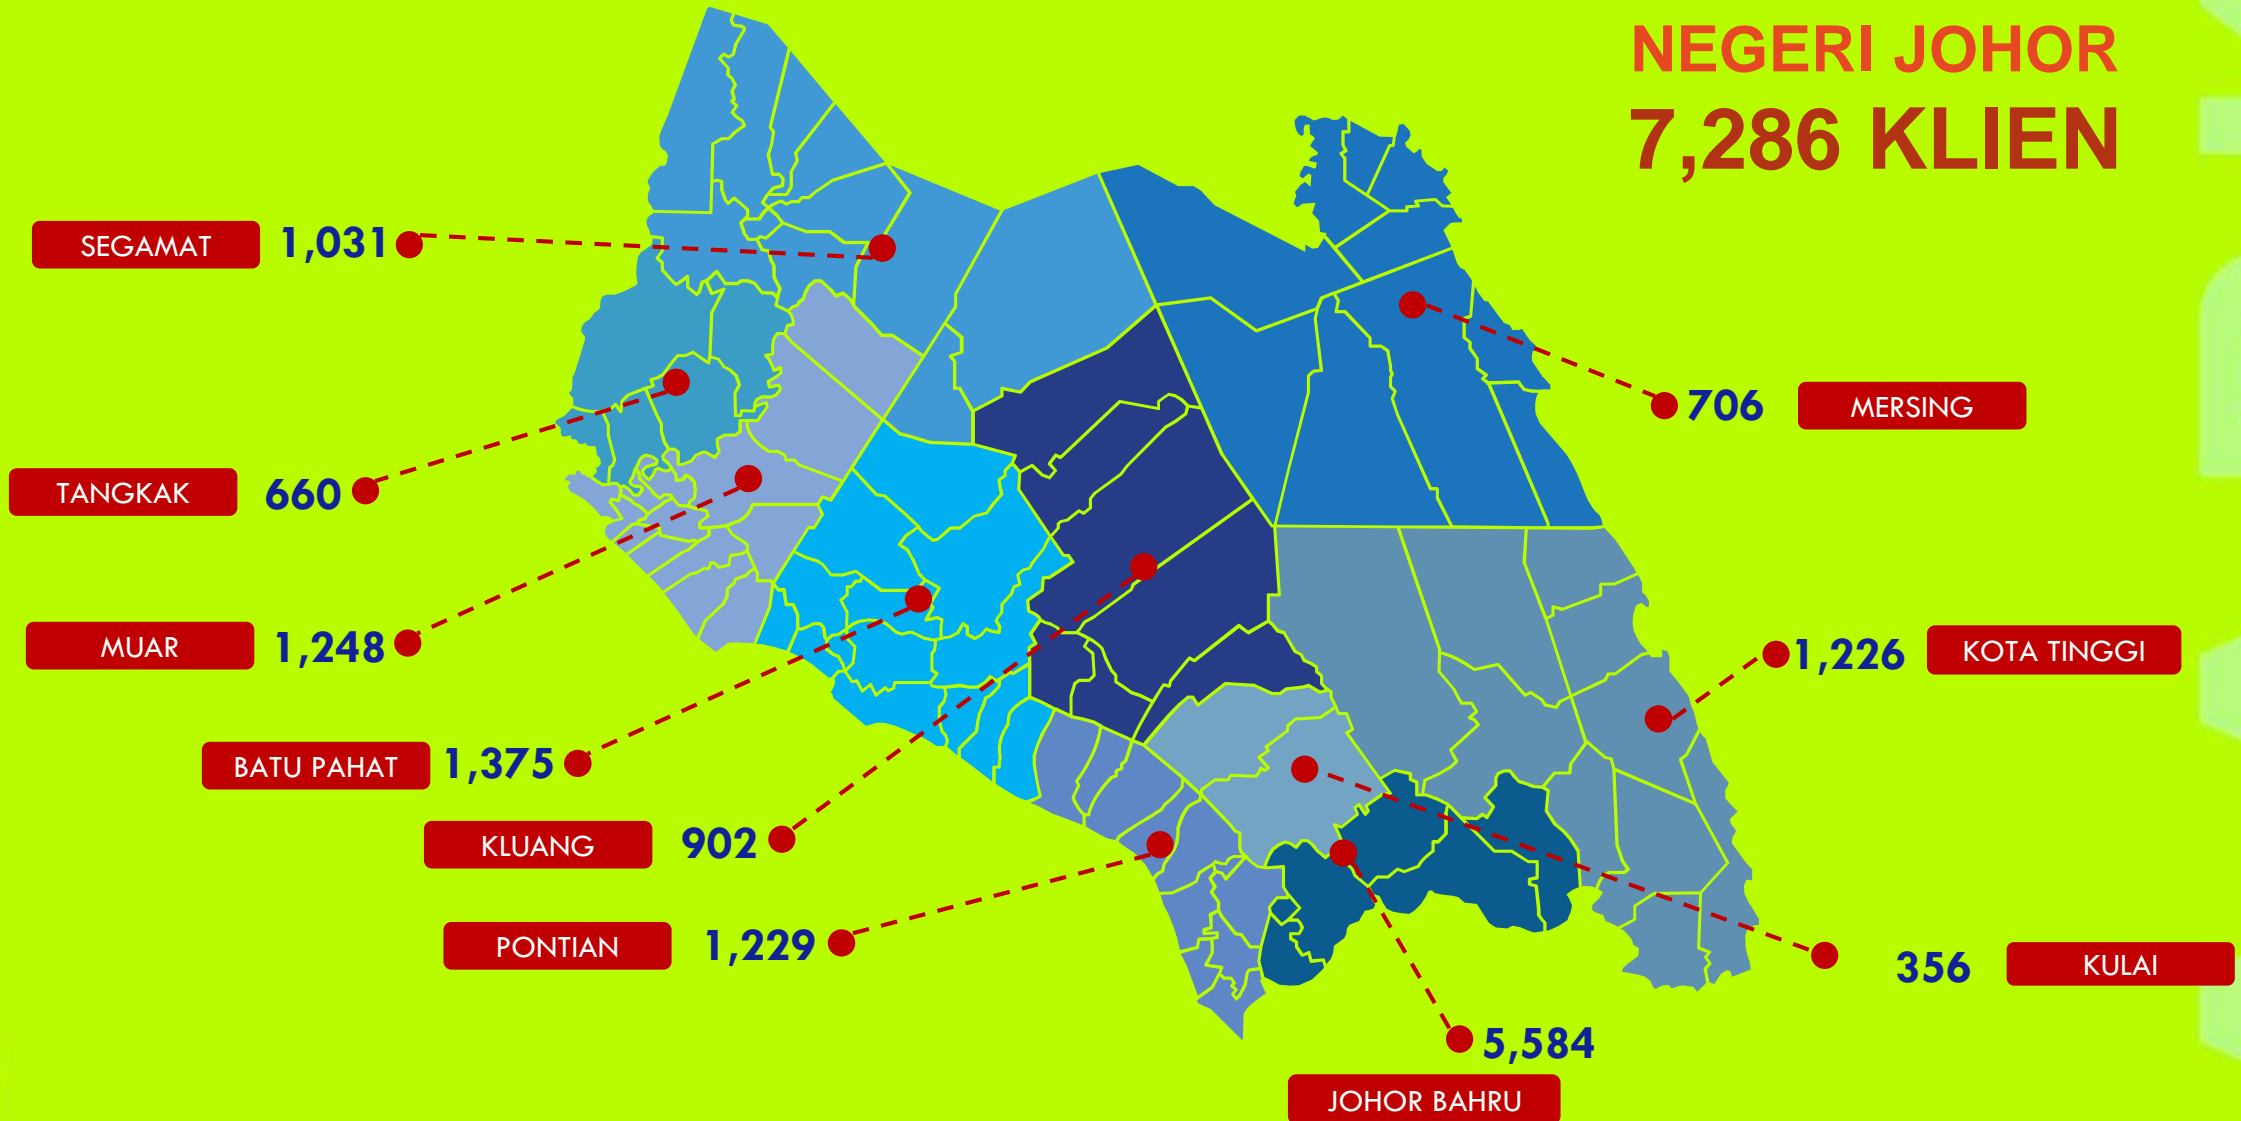 NEGERI JOHOR
7,286 KLIEN
SEGAMAT 1,031
706 MERSING
TANGKAK 660
MUAR 1,248
1,226 KOTA TINGGI
BATU PAHAT 1,375
KLUANG 902
PONTIAN 1,229
356 KULAI
5,584
JOHOR BAHRU